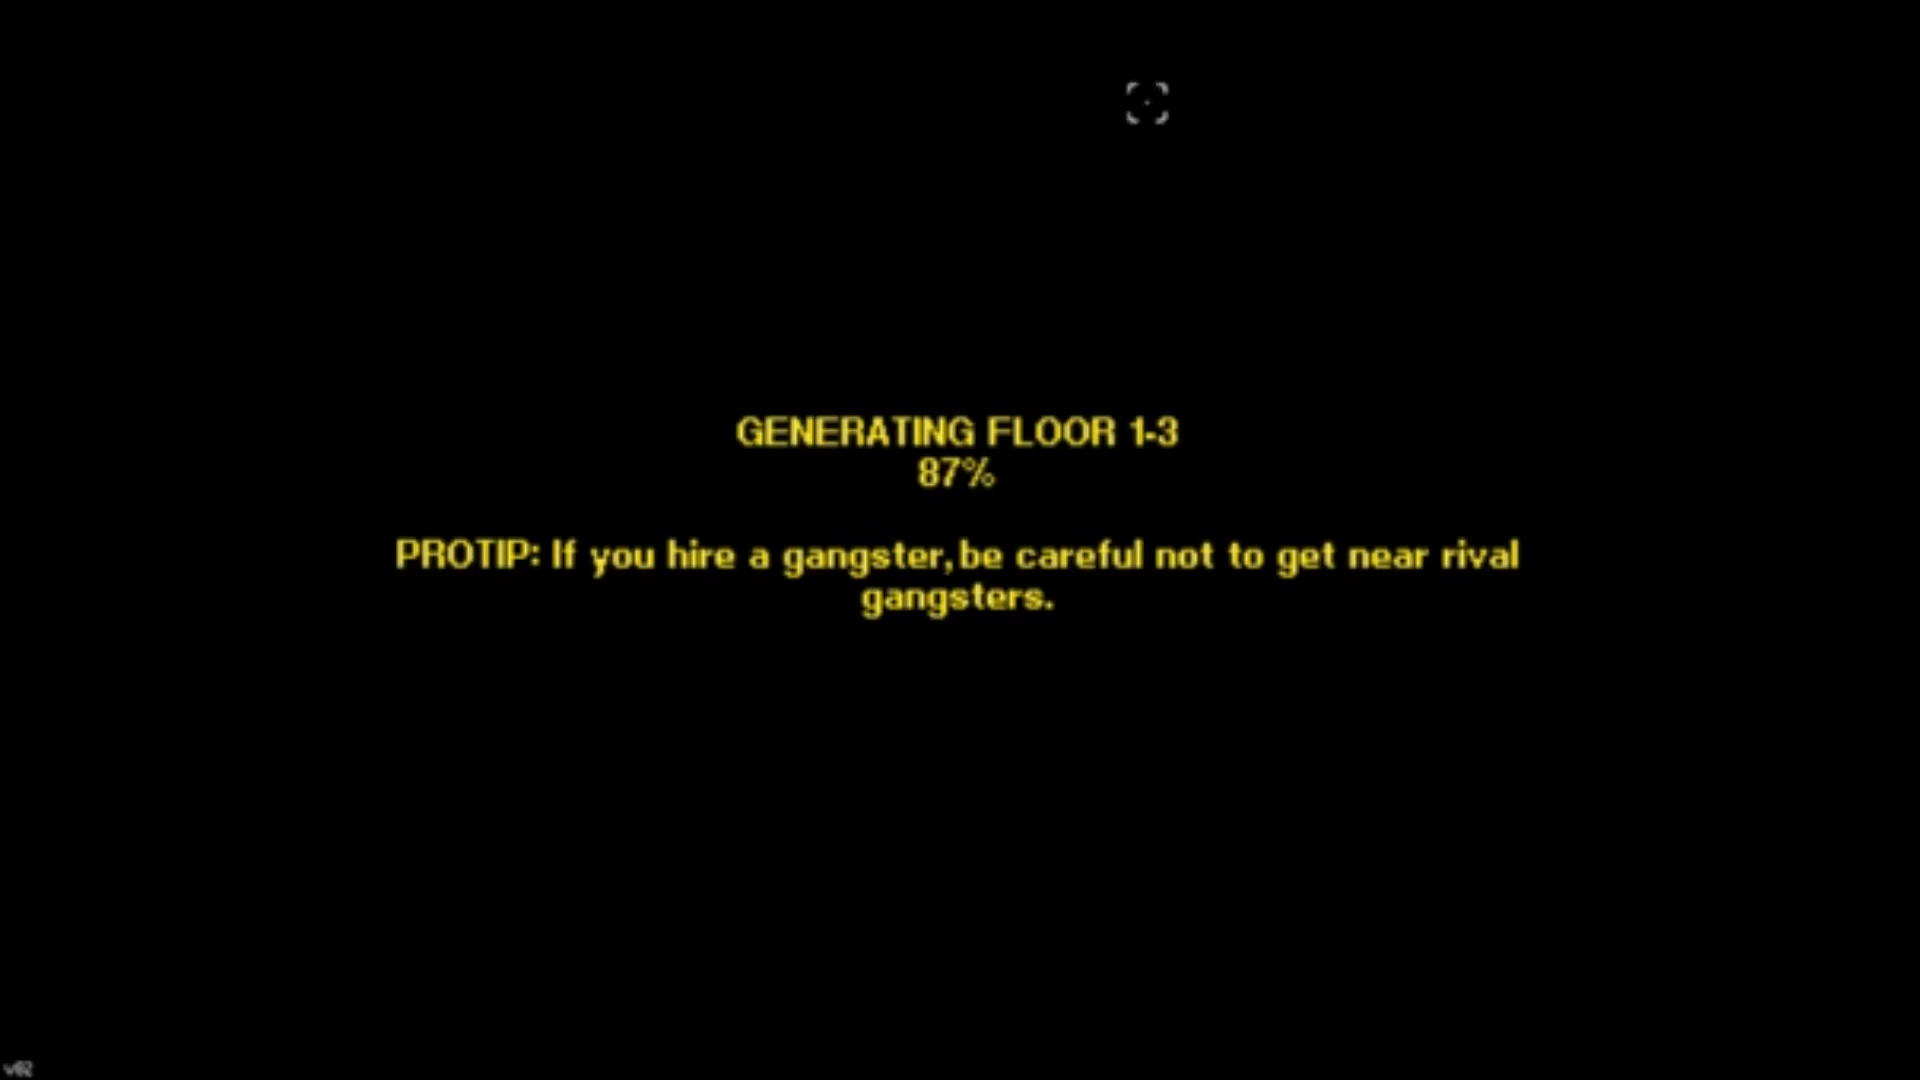 GENERATING FLOOR 1-3
87%
PROTIP: If you hire a gangster, be careful not to get near rival
gangsters.